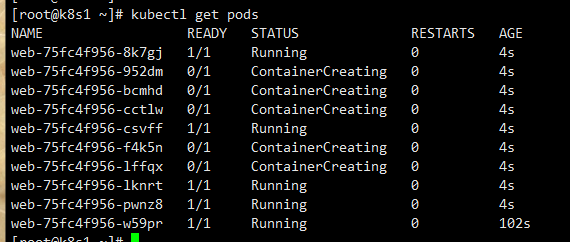 [root@k8s1 ~]# kubectl get pods
NAME READY STATUS RESTARTS AGE
web-75fc4f956-8k7gj 1/1 Running 0 4s
web-75fc4f956-952dm 0/1 ContainerCreating 0 4s
web-75fc4f956-bcmhd 0/1 ContainerCreating 0 4s
web-75fc4f956-cctlw 0/1 ContainerCreating 0 4s
web-75fc4f956-csvff 1/1 Running 0 4s
web-75fc4f956-f4k5n 0/1 ContainerCreating 0 4s
web-75fc4f956-lffqx 0/1 ContainerCreating 0 4s
web-75fc4f956-lknrt 1/1 Running 0 4s
web-75fc4f956-pwnz8 1/1 Running 0 4s
web-75fc4f956-w59pr 1/1 Running 0 102s
[root@k8s1 ~]#